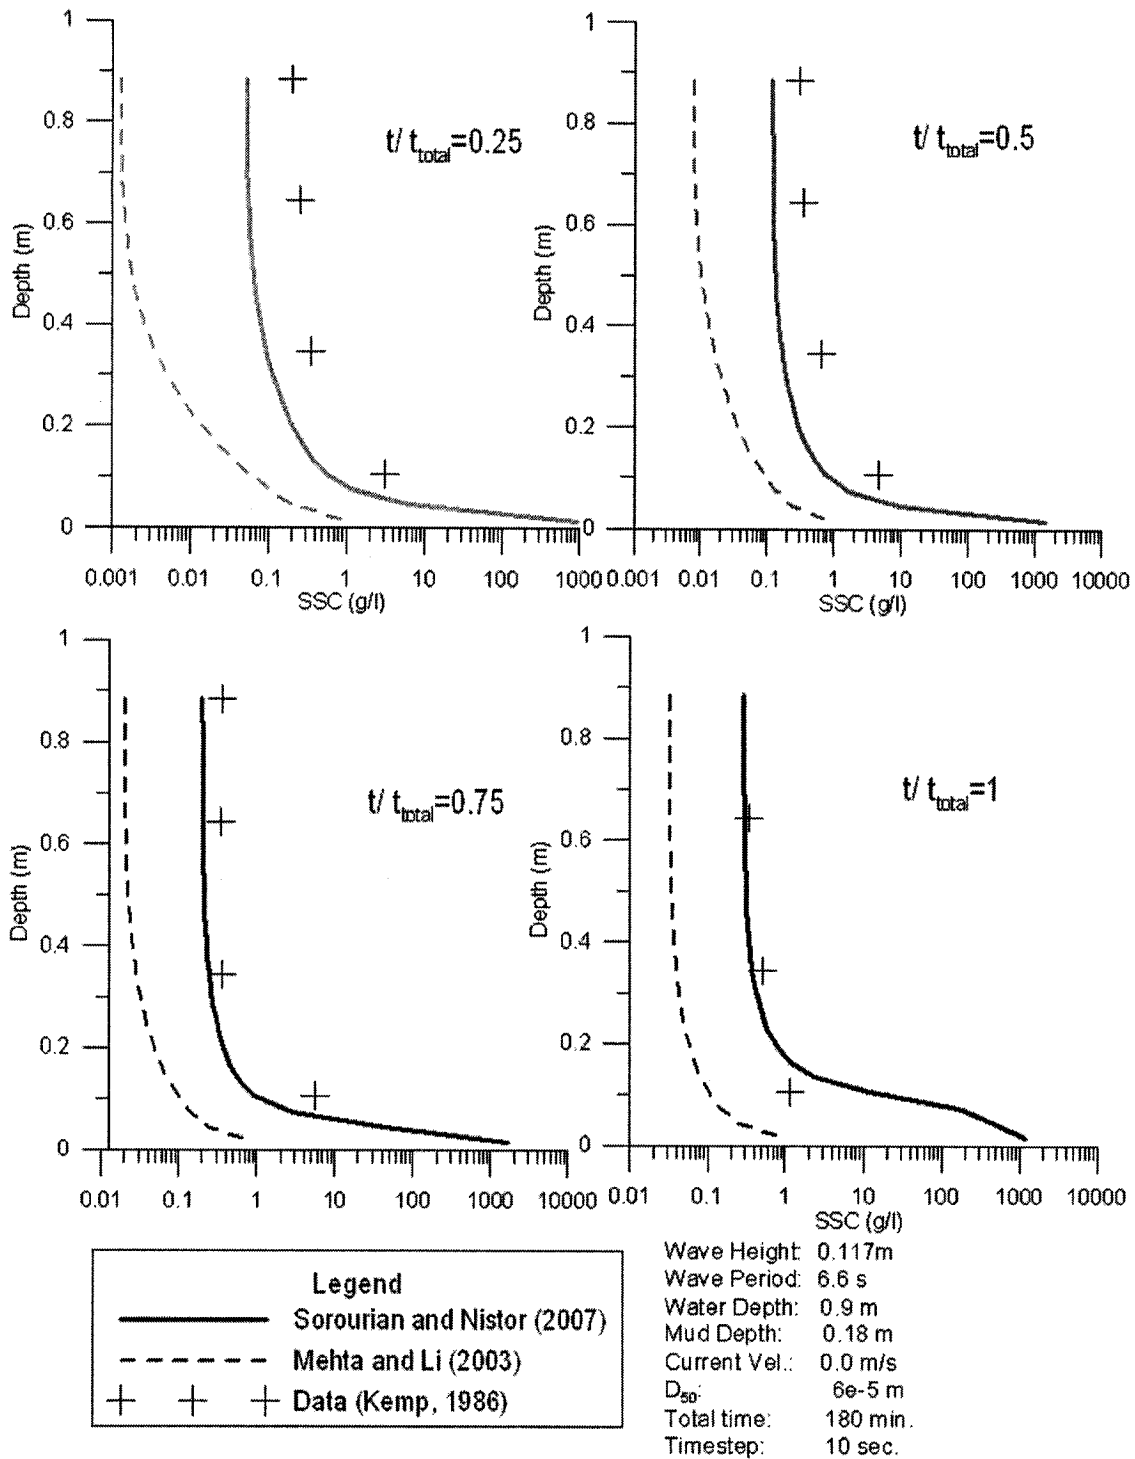 1
0.8
0.6
0.4
0.2
0
Depth (m)
t/ t_total=0.25
0.001 0.01 0.1 1 10 100 1000
SSC (g/l)
1
0.8
0.6
0.4
0.2
0
Depth (m)
t/ t_total=0.5
0.001 0.01 0.1 1 10 100 1000 10000
SSC (g/l)
1
0.8
0.6
0.4
0.2
0
Depth (m)
t/ t_total=0.75
0.01 0.1 1 10 100 1000 10000
1
0.8
0.6
0.4
0.2
0
Depth (m)
t/ t_total=1
0.01 0.1 1 10 100 1000 10000
SSC (g/l)
Legend
Sorourian and Nistor (2007)
Mehta and Li (2003)
Data (Kemp, 1986)
Wave Height: 0.117m
Wave Period: 6.6 s
Water Depth: 0.9 m
Mud Depth: 0.18 m
Current Vel.: 0.0 m/s
D50: 6e-5 m
Total time: 180 min.
Timestep: 10 sec.